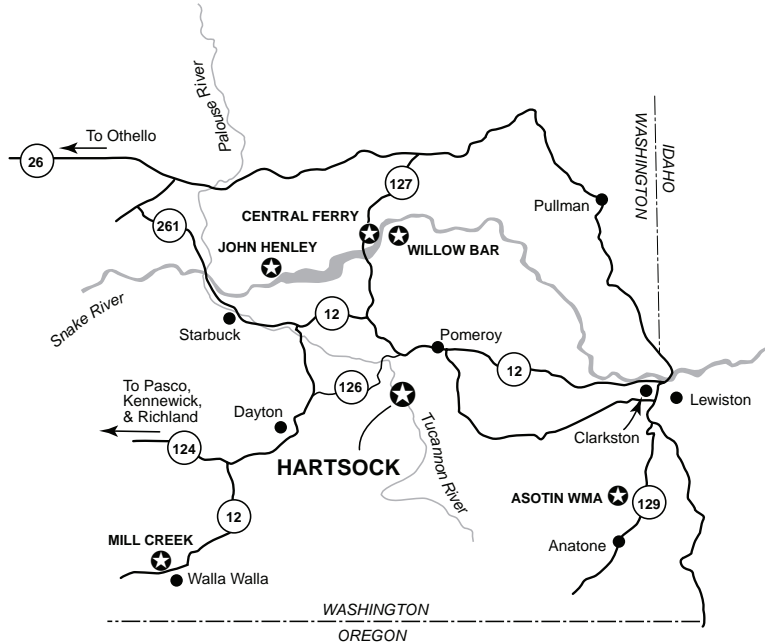 Palouse River
To Othello
26
WASHINGTON
IDAHO
127
Pullman
CENTRAL FERRY
261
JOHN HENLEY
WILLOW BAR
Snake River
12
Starbuck
Pomeroy
To Pasco,
Kennewick,
& Richland
126
12
Lewiston
Dayton
Tucannon River
Clarkston
124
HARTSOCK
ASOTIN WMA
129
12
MILL CREEK
Anatone
Walla Walla
WASHINGTON
OREGON